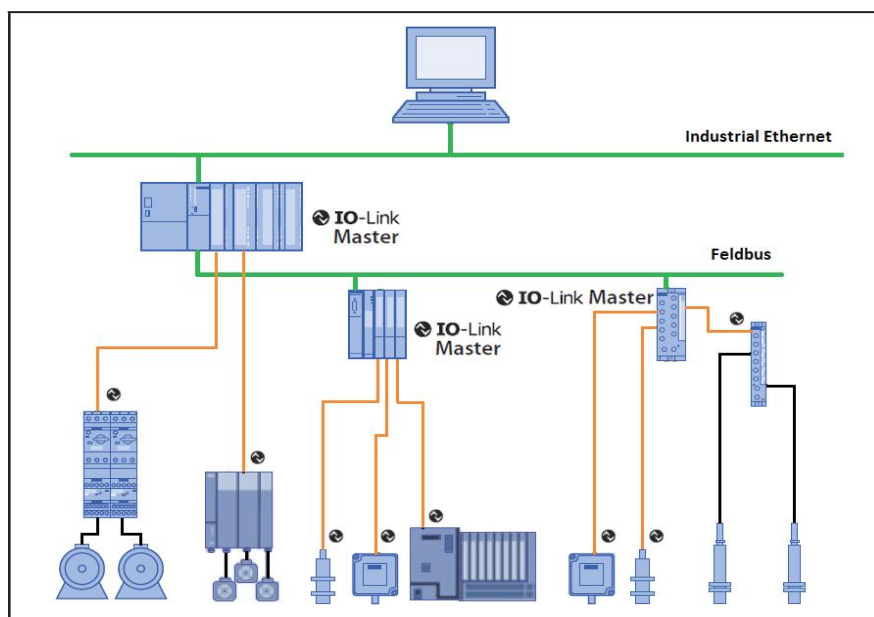 Industrial Ethernet
IO-Link
Master
Feldbus
IO-Link Master
IO-Link
Master